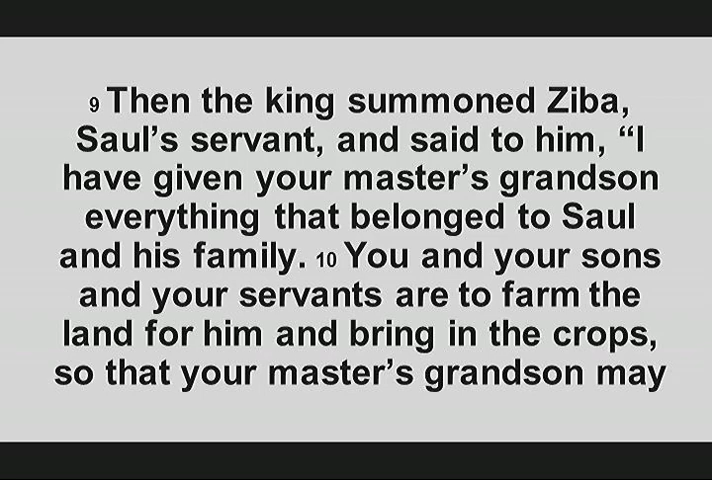 9 Then the king summoned Ziba,
Saul’s servant, and said to him, “I
have given your master’s grandson
everything that belonged to Saul
and his family. 10 You and your sons
and your servants are to farm the
land for him and bring in the crops,
so that your master’s grandson may